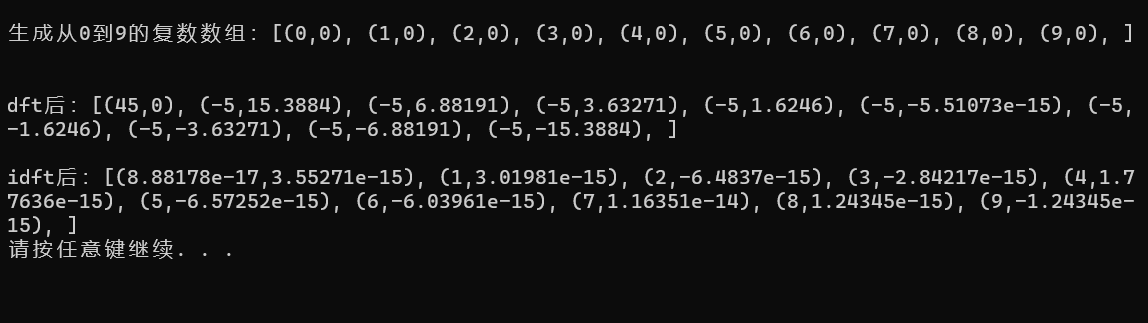 生成从0到9的复数数组: [(0,0), (1,0), (2,0), (3,0), (4,0), (5,0), (6,0), (7,0), (8,0), (9,0), ]
dft后: [(45,0), (-5,15.3884), (-5,6.88191), (-5,3.63271), (-5,1.6246), (-5,-5.51073e-15), (-5,
-1.6246), (-5,-3.63271), (-5,-6.88191), (-5,-15.3884), ]
idft后: [(8.88178e-17,3.55271e-15), (1,3.01981e-15), (2,-6.4837e-15), (3,-2.84217e-15), (4,1.7
7636e-15), (5,-6.57252e-15), (6,-6.03961e-15), (7,1.16351e-14), (8,1.24345e-15), (9,-1.24345e-
15), ]
请按任意键继续. . .